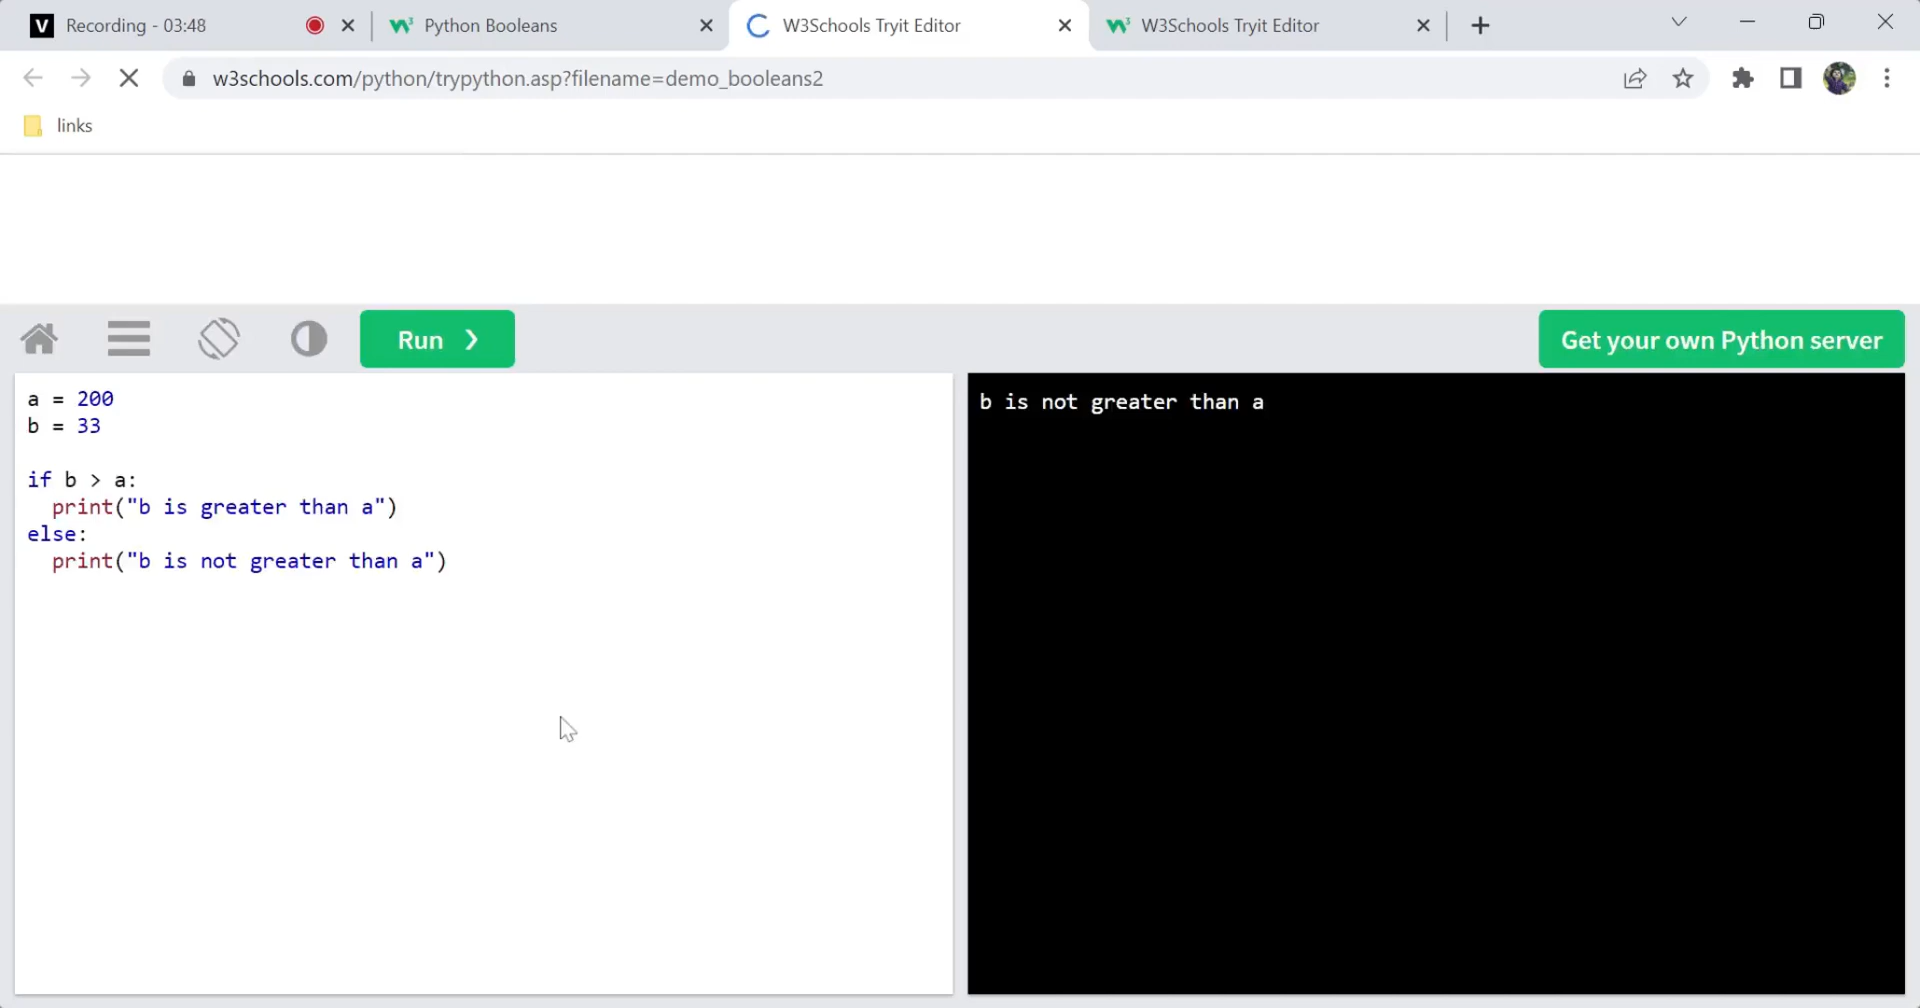 Recording - 03:48
Python Booleans
W3Schools Tryit Editor
W3Schools Tryit Editor
w3schools.com/python/trypython.asp?filename=demo_booleans2
links
Run ❯
Get your own Python server
a = 200
b = 33
if b > a:
  print("b is greater than a")
else:
  print("b is not greater than a")
b is not greater than a